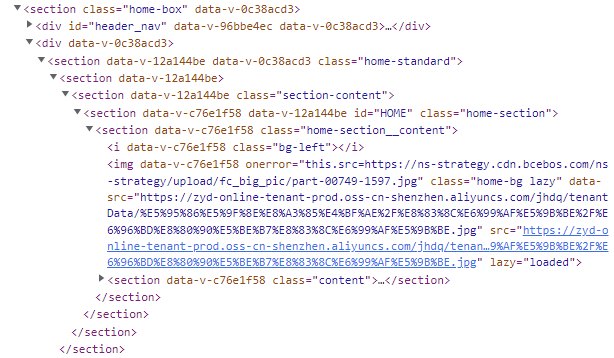 ▼<section class="home-box" data-v-0c38acd3>
▶<div id="header_nav" data-v-96bbe4ec data-v-0c38acd3>…</div>
▼<div data-v-0c38acd3>
▼<section data-v-12a144be data-v-0c38acd3 class="home-standard">
▼<section data-v-12a144be>
▼<section data-v-12a144be class="section-content">
▼<section data-v-c76e1f58 data-v-12a144be id="HOME" class="home-section">
▼<section data-v-c76e1f58 class="home-section__content">
<i data-v-c76e1f58 class="bg-left"></i>
<img data-v-c76e1f58 onerror="this.src=https://ns-strategy.cdn.bcebos.com/ns
-strategy/upload/fc_big_pic/part-00749-1597.jpg" class="home-bg lazy" data-
src="https://zyd-online-tenant-prod.oss-cn-shenzhen.aliyuncs.com/jhdq/tenant
Data/%E5%95%86%E5%9F%8E%E8%A3%85%E4%BF%AE%2F%E8%83%8C%E6%99%AF%E5%9B%BE%2F%E
6%96%BD%E8%80%90%E5%BE%B7%E8%83%8C%E6%99%AF%E5%9B%BE.jpg" src="https://zyd-o
nline-tenant-prod.oss-cn-shenzhen.aliyuncs.com/jhdq/tenan…9%AF%E5%9B%BE%2F%E
6%96%BD%E8%80%90%E5%BE%B7%E8%83%8C%E6%99%AF%E5%9B%BE.jpg" lazy="loaded">
▶<section data-v-c76e1f58 class="content">…</section>
</section>
</section>
</section>
</section>